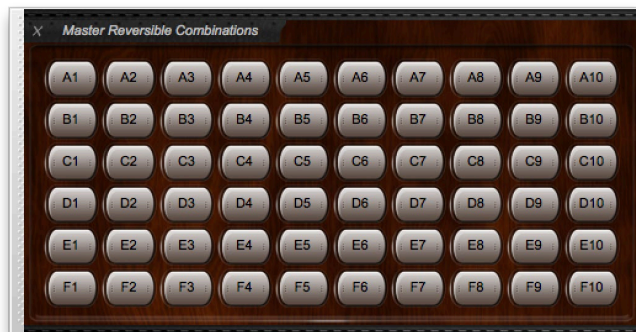 X Master Reversible Combinations
A1 A2 A3 A4 A5 A6 A7 A8 A9 A10
B1 B2 B3 B4 B5 B6 B7 B8 B9 B10
C1 C2 C3 C4 C5 C6 C7 C8 C9 C10
D1 D2 D3 D4 D5 D6 D7 D8 D9 D10
E1 E2 E3 E4 E5 E6 E7 E8 E9 E10
F1 F2 F3 F4 F5 F6 F7 F8 F9 F10